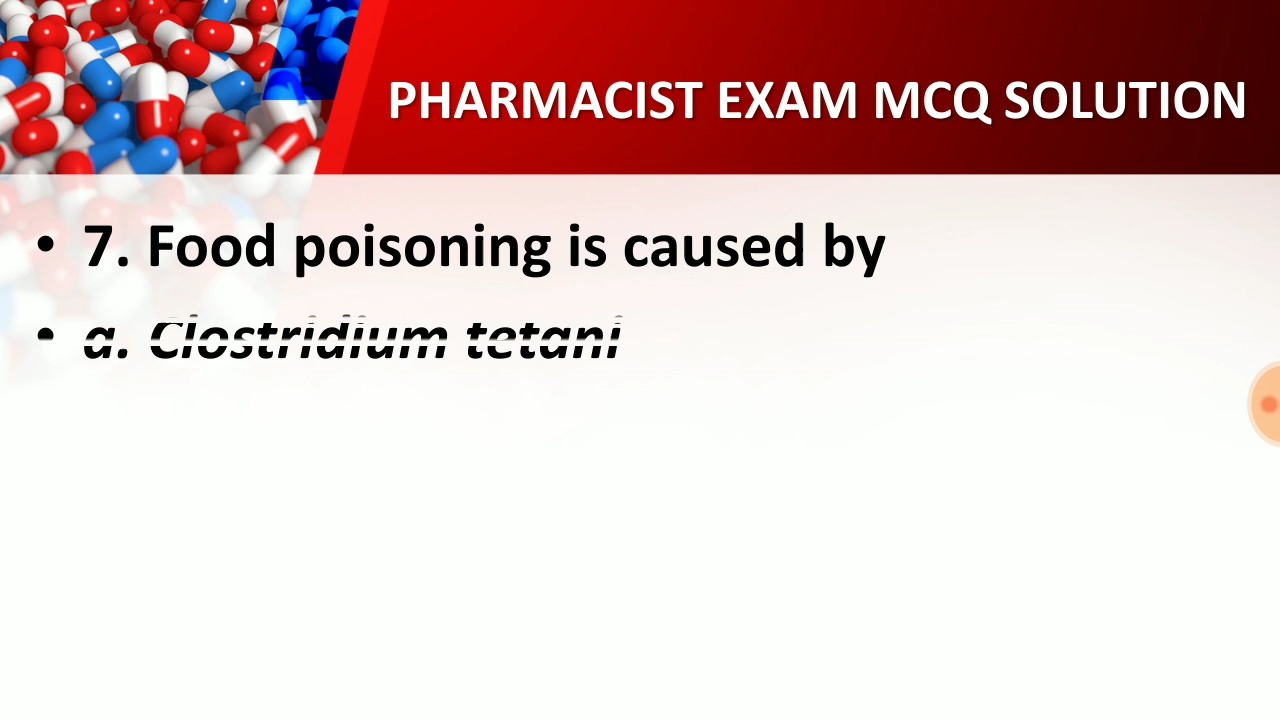 PHARMACIST EXAM MCQ SOLUTION
• 7. Food poisoning is caused by
• a. Clostridium tetani